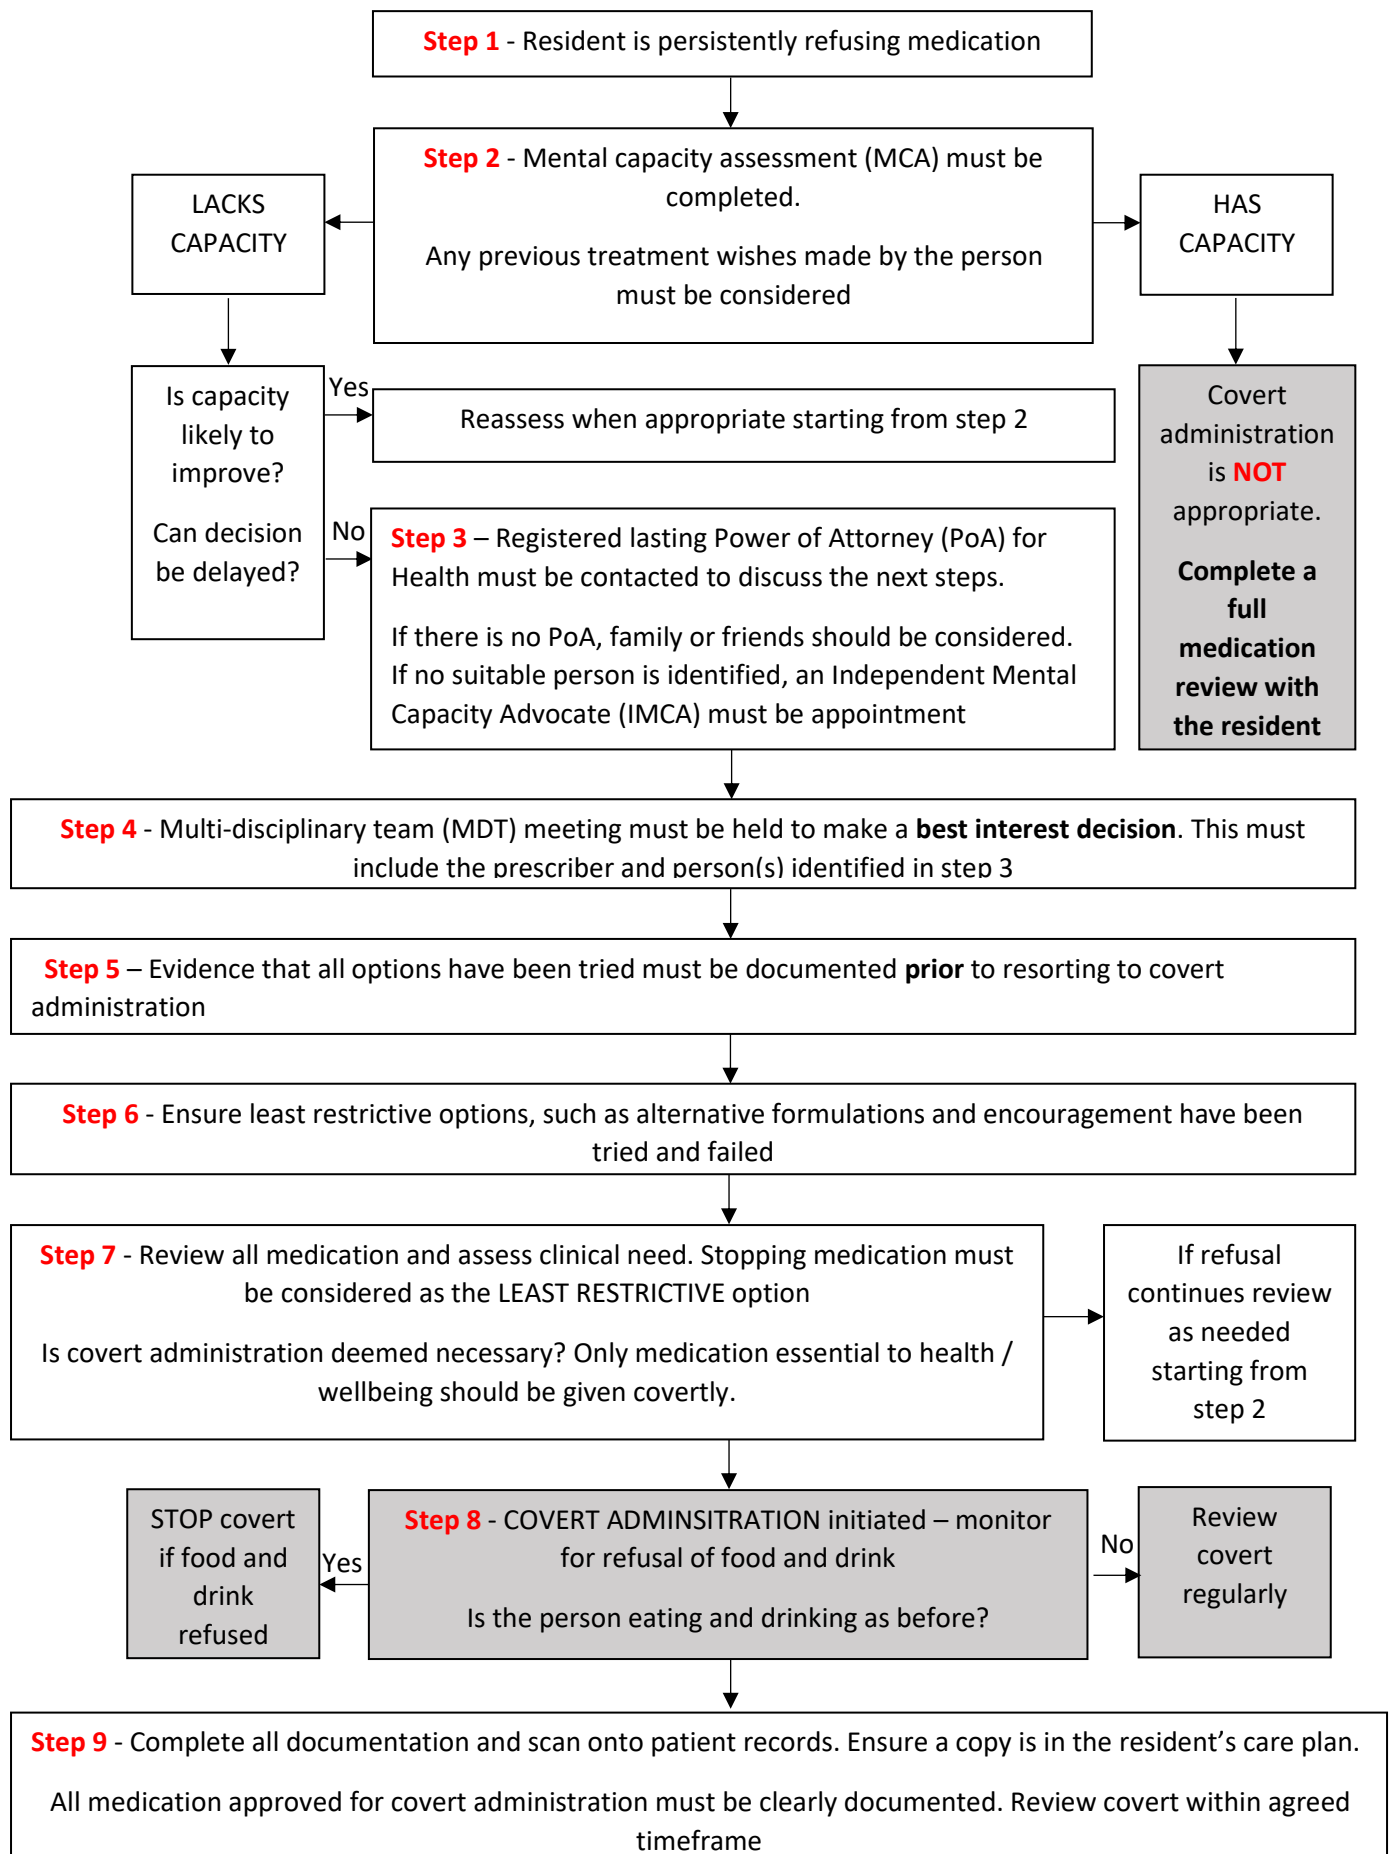 Step 1 - Resident is persistently refusing medication
Step 2 - Mental capacity assessment (MCA) must be
completed.
Any previous treatment wishes made by the person
must be considered
LACKS
CAPACITY
HAS
CAPACITY
Is capacity
likely to
improve?
Can decision
be delayed?
Yes
Reassess when appropriate starting from step 2
No
Step 3 – Registered lasting Power of Attorney (PoA) for
Health must be contacted to discuss the next steps.
If there is no PoA, family or friends should be considered.
If no suitable person is identified, an Independent Mental
Capacity Advocate (IMCA) must be appointment
Covert
administration
is NOT
appropriate.
Complete a
full
medication
review with
the resident
Step 4 - Multi-disciplinary team (MDT) meeting must be held to make a best interest decision. This must
include the prescriber and person(s) identified in step 3
Step 5 – Evidence that all options have been tried must be documented prior to resorting to covert
administration
Step 6 - Ensure least restrictive options, such as alternative formulations and encouragement have been
tried and failed
Step 7 - Review all medication and assess clinical need. Stopping medication must
be considered as the LEAST RESTRICTIVE option
Is covert administration deemed necessary? Only medication essential to health /
wellbeing should be given covertly.
If refusal
continues review
as needed
starting from
step 2
STOP covert
if food and
drink
refused
Yes
Step 8 - COVERT ADMINSITRATION initiated – monitor
for refusal of food and drink
Is the person eating and drinking as before?
No
Review
covert
regularly
Step 9 - Complete all documentation and scan onto patient records. Ensure a copy is in the resident’s care plan.
All medication approved for covert administration must be clearly documented. Review covert within agreed
timeframe